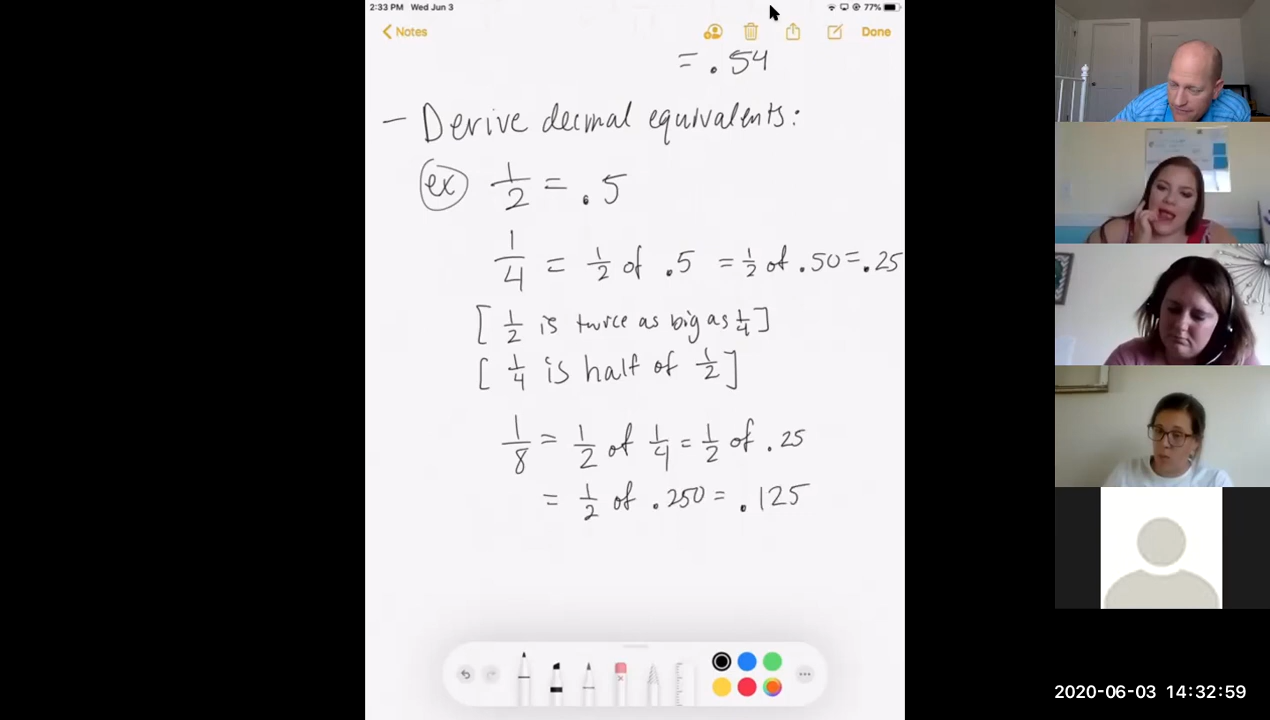 2:33 PM Wed Jun 3
77%
Notes
Done
= .54
- Derive decmal equivalents:
ex 1/2 = .5
1/4 = 1/2 of .5 = 1/2 of .50 = .25
[ 1/2 is twice as big as 1/4 ]
[ 1/4 is half of 1/2 ]
1/8 = 1/2 of 1/4 = 1/2 of .25
= 1/2 of .250 = .125
2020-06-03 14:32:59